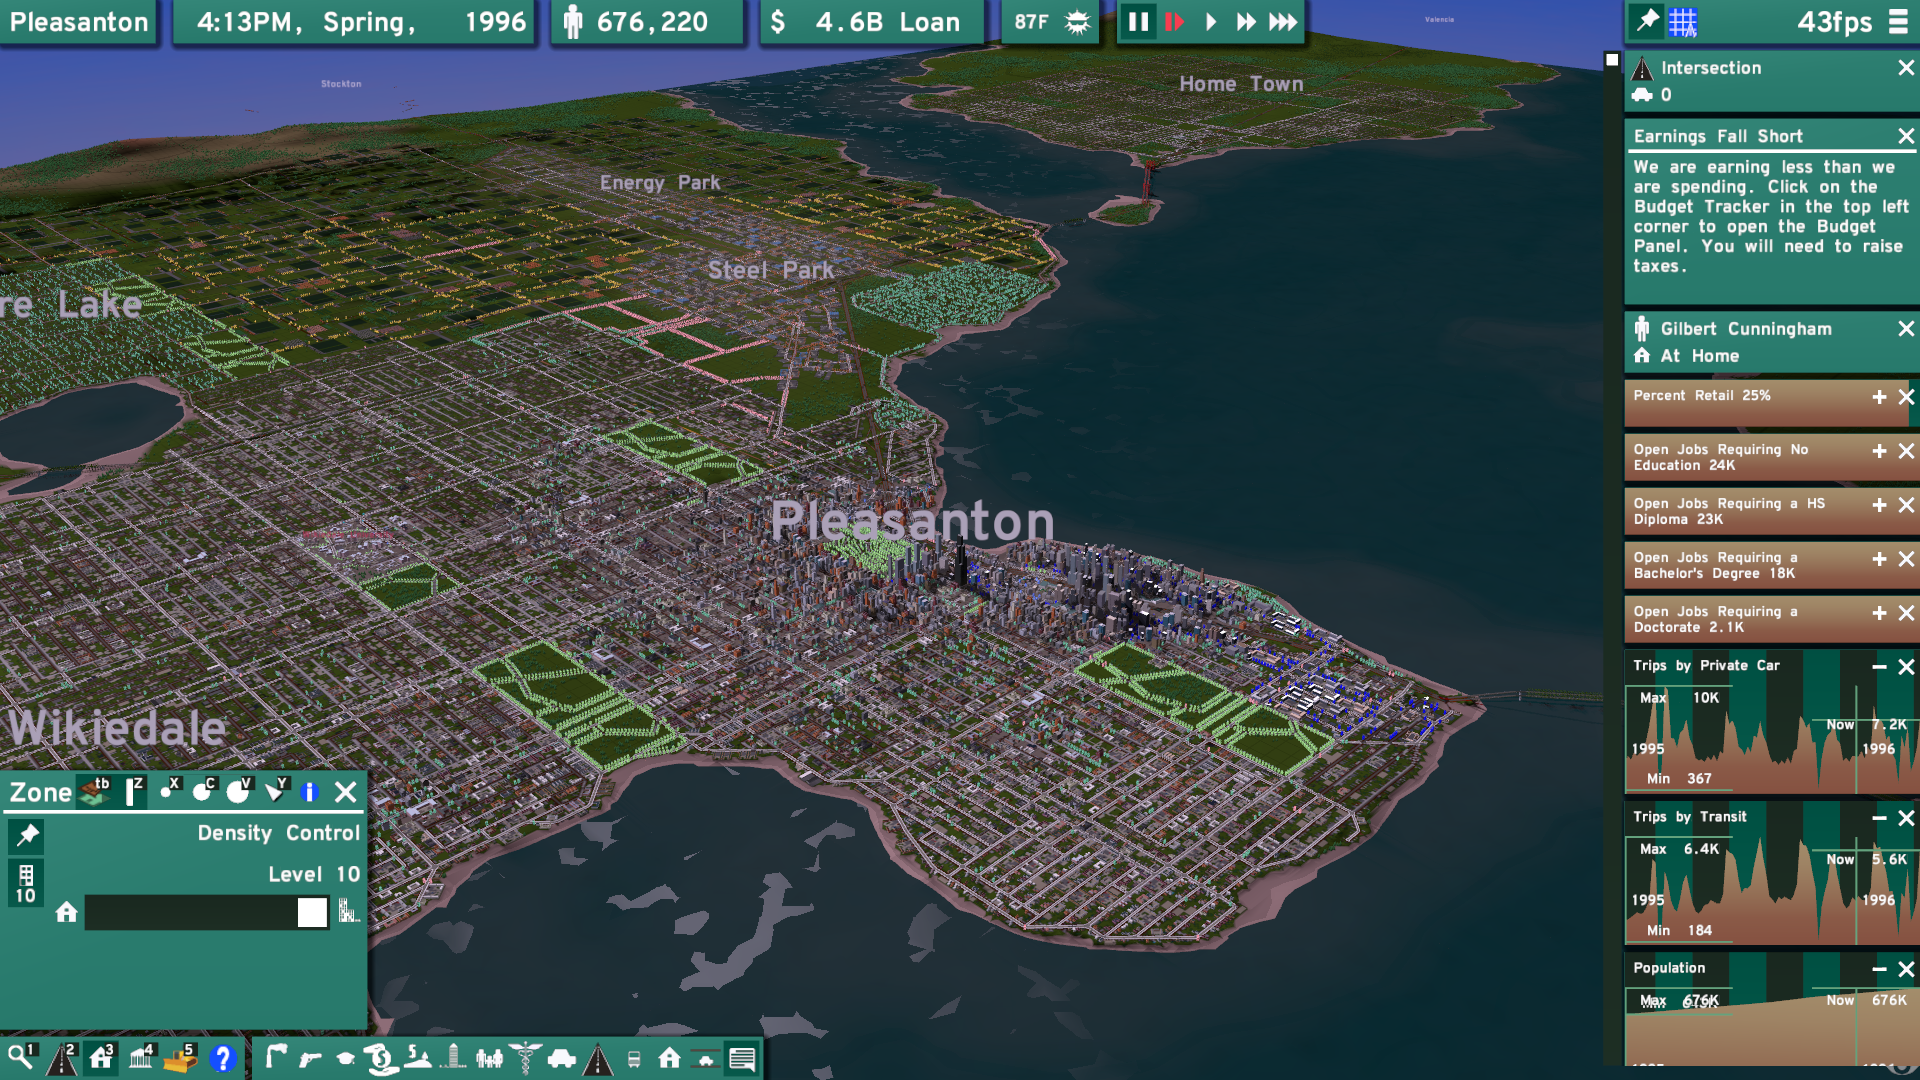 Pleasanton
4:13PM, Spring, 1996
676,220
$ 4.6B Loan
87F
43fps
Valencia
Stockton
Home Town
Energy Park
Steel Park
re Lake
Pleasanton
Wikiedale
Intersection
0
Earnings Fall Short
We are earning less than we
are spending. Click on the
Budget Tracker in the top left
corner to open the Budget
Panel. You will need to raise
taxes.
Gilbert Cunningham
At Home
Percent Retail 25%
Open Jobs Requiring No
Education 24K
Open Jobs Requiring a HS
Diploma 23K
Open Jobs Requiring a
Bachelor's Degree 18K
Open Jobs Requiring a
Doctorate 2.1K
Trips by Private Car
Max 10K
Now 7.2K
1995 1996
Min 367
Trips by Transit
Max 6.4K
Now 5.6K
1995 1996
Min 184
Population
Max 676K
Now 676K
Zone tb Z X C V Y i
Density Control
Level 10
10
1 2 3 4 5 ?